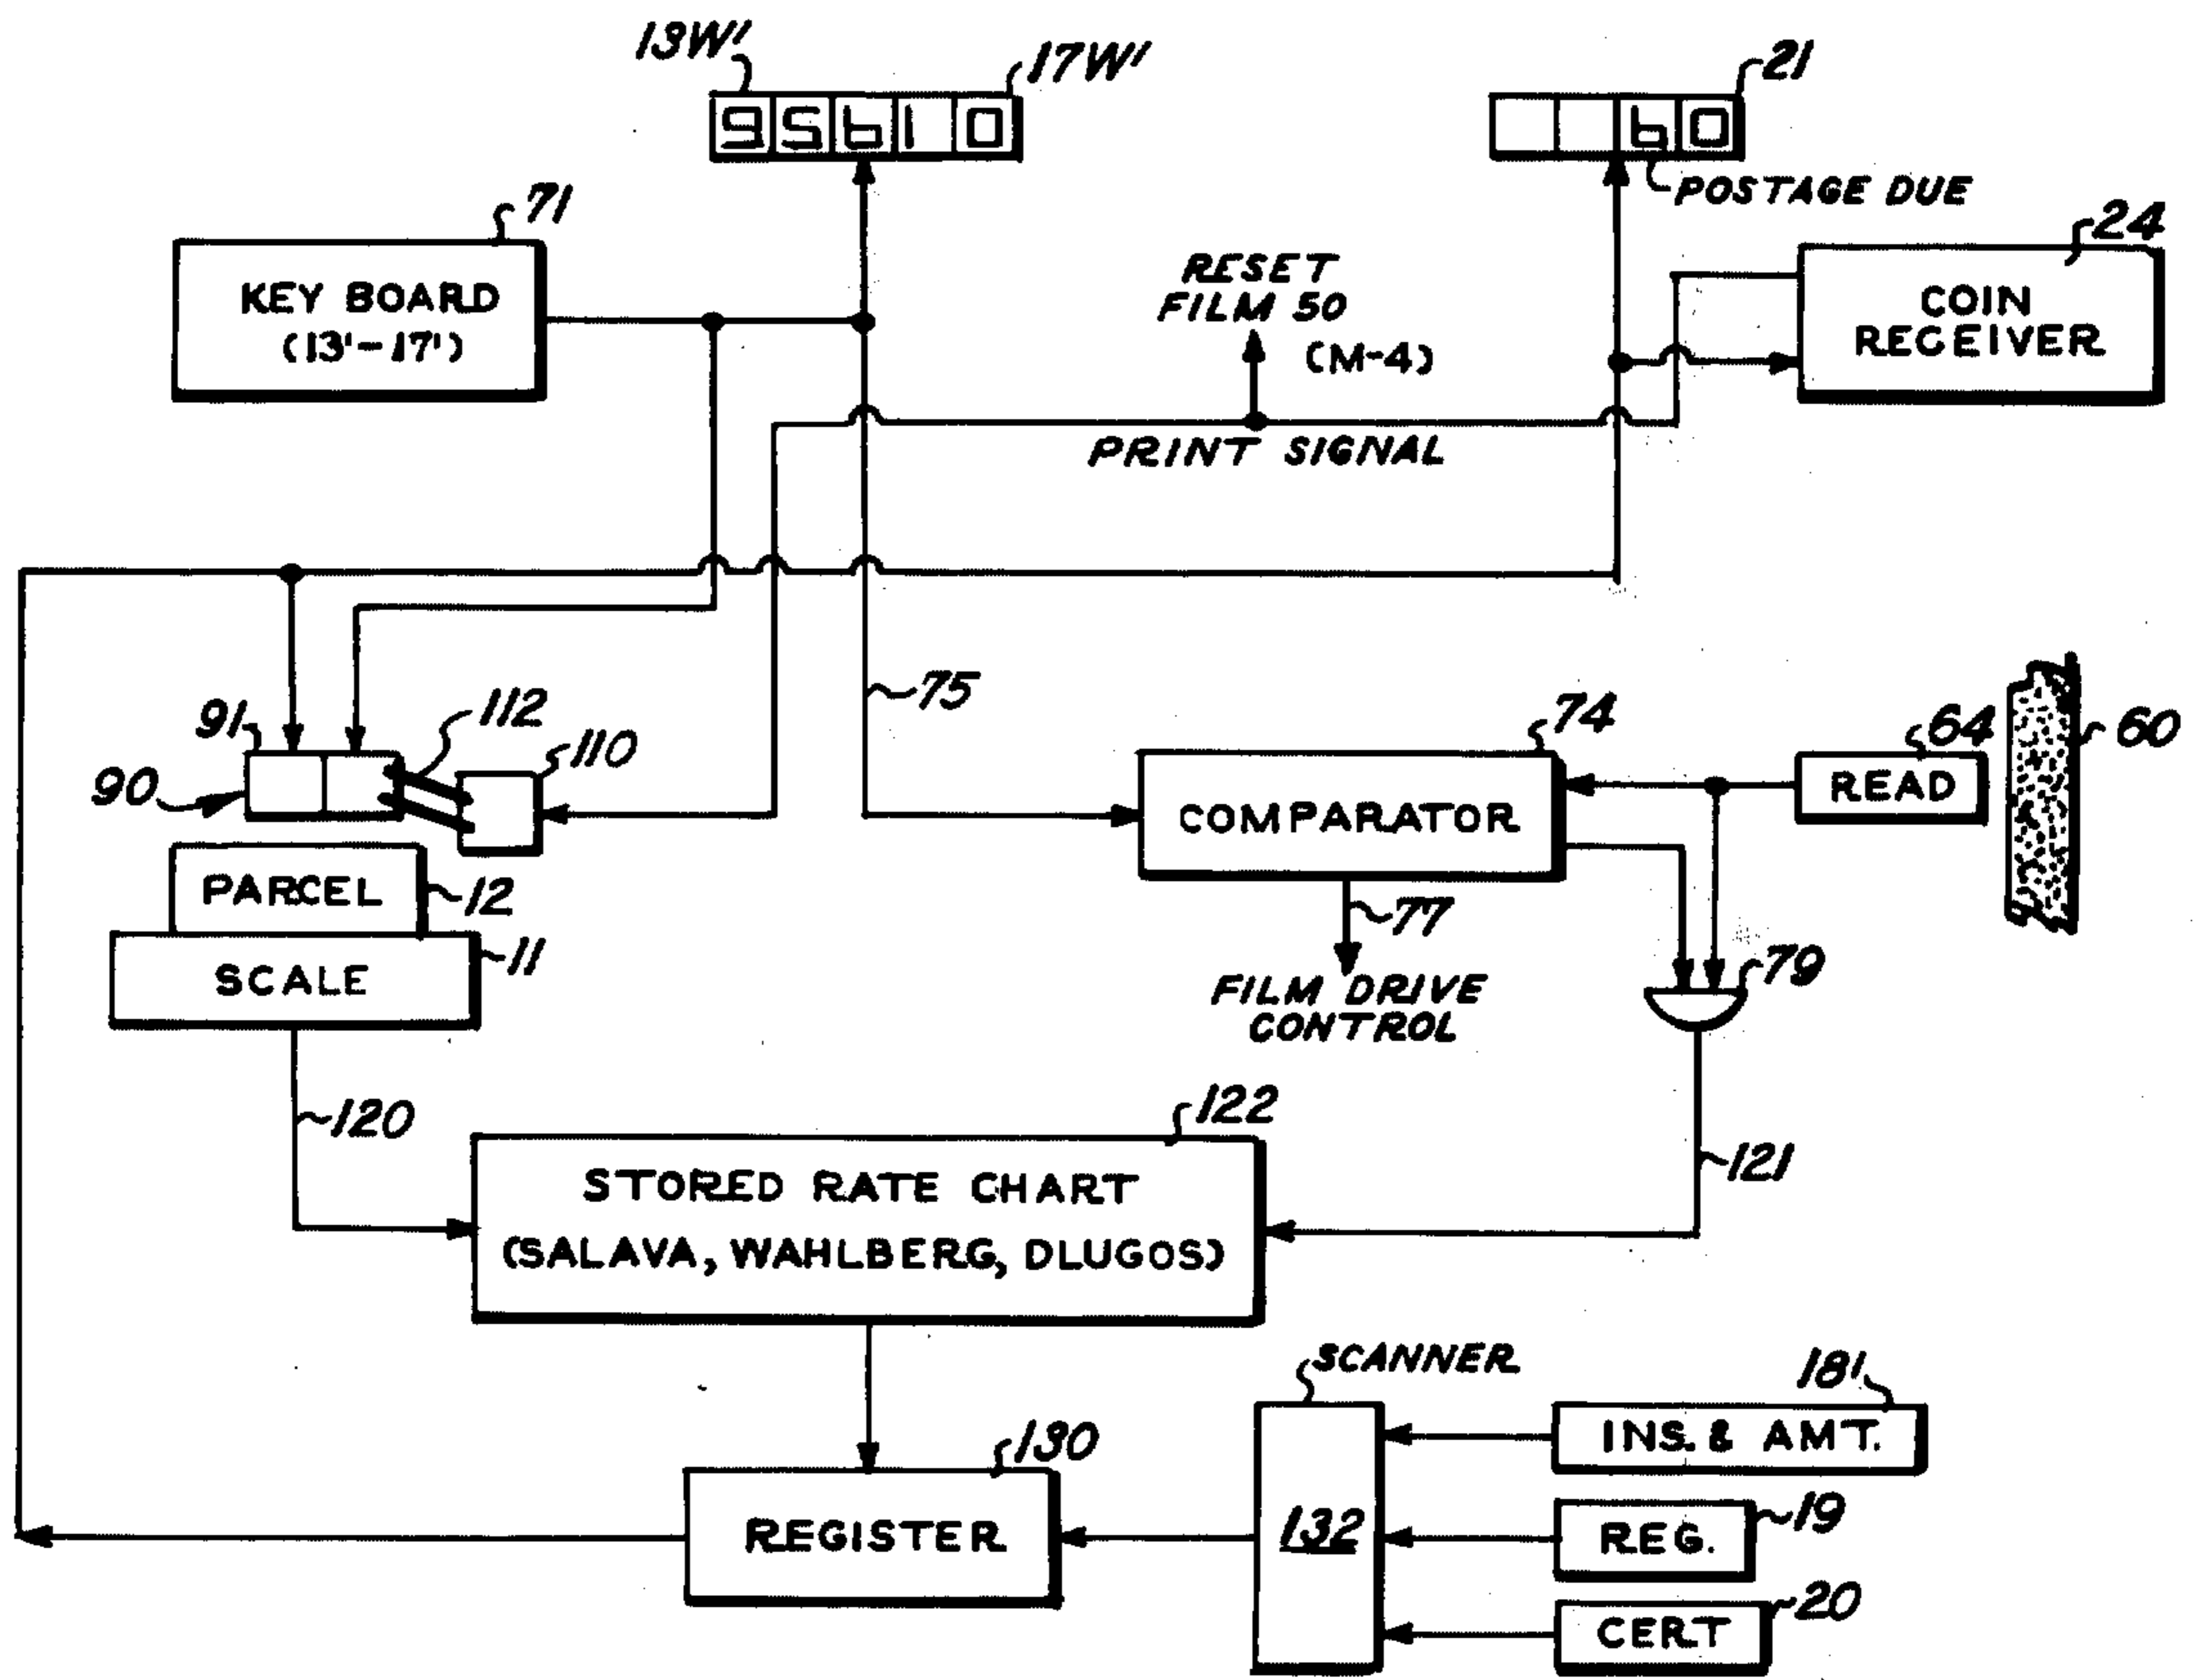 13W'
17W'
21
95610
60
POSTAGE DUE
71
24
KEY BOARD
(13'-17')
RESET
FILM 50
(M-4)
COIN
RECEIVER
PRINT SIGNAL
75
112
91
110
90
74
64
60
COMPARATOR
READ
PARCEL
12
77
SCALE
11
79
FILM DRIVE
CONTROL
120
122
121
STORED RATE CHART
(SALAVA, WAHLBERG, DLUGOS)
SCANNER
18'
INS. & AMT.
130
REGISTER
132
19
REG.
20
CERT